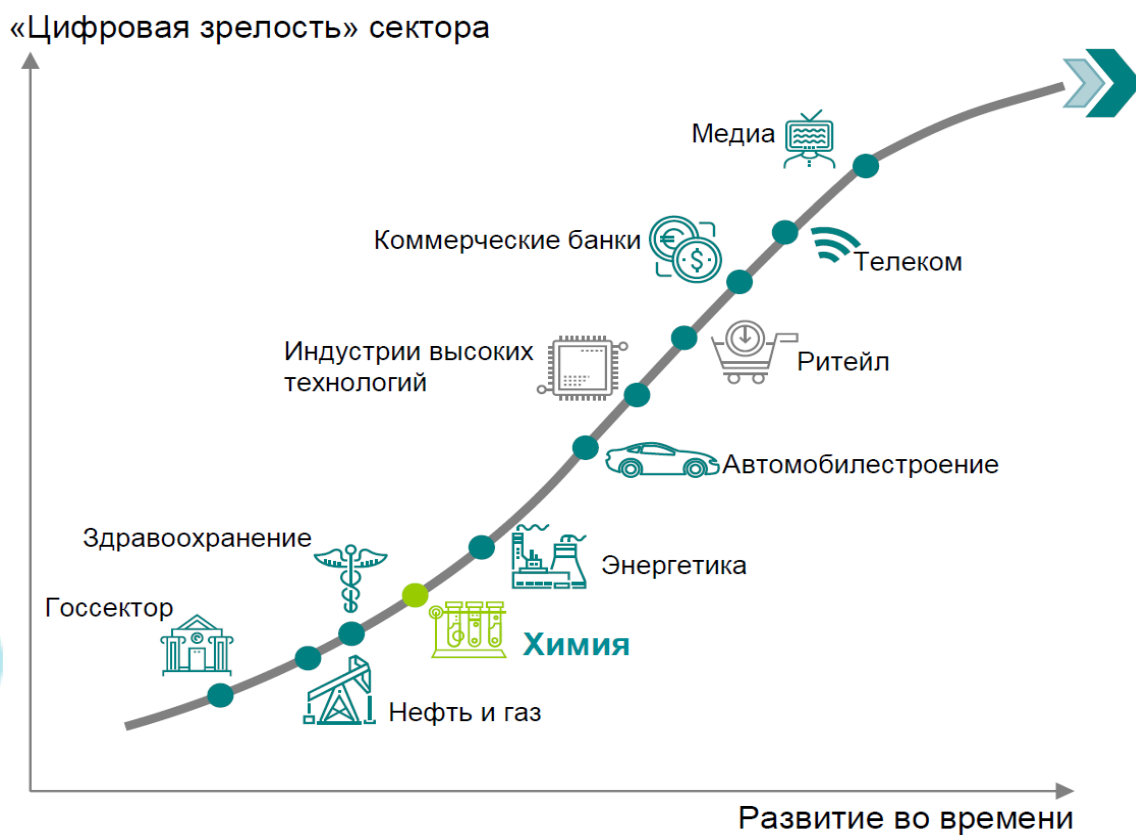 «Цифровая зрелость» сектора
Медиа
Коммерческие банки
Телеком
Индустрии высоких
технологий
Ритейл
Автомобилестроение
Здравоохранение
Энергетика
Госсектор
Химия
Нефть и газ
Развитие во времени